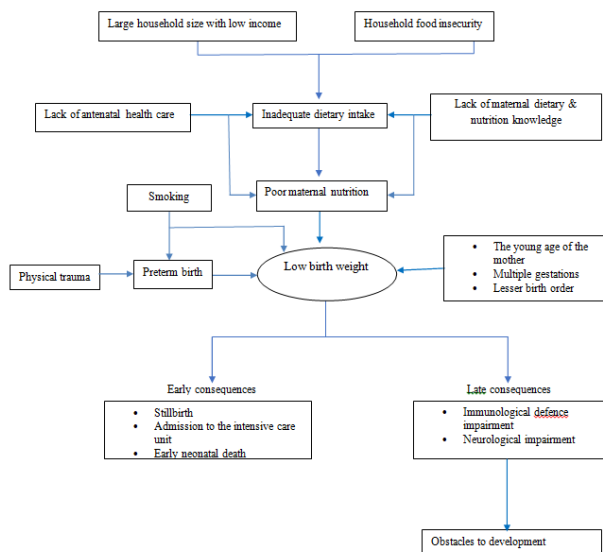 Large household size with low income
Household food insecurity
Lack of antenatal health care
Inadequate dietary intake
Lack of maternal dietary &
nutrition knowledge
Poor maternal nutrition
Smoking
Physical trauma
Preterm birth
Low birth weight
• The young age of the
mother
• Multiple gestations
• Lesser birth order
Early consequences
• Stillbirth
• Admission to the intensive care
unit
• Early neonatal death
Late consequences
• Immunological defence
impairment
• Neurological impairment
Obstacles to development